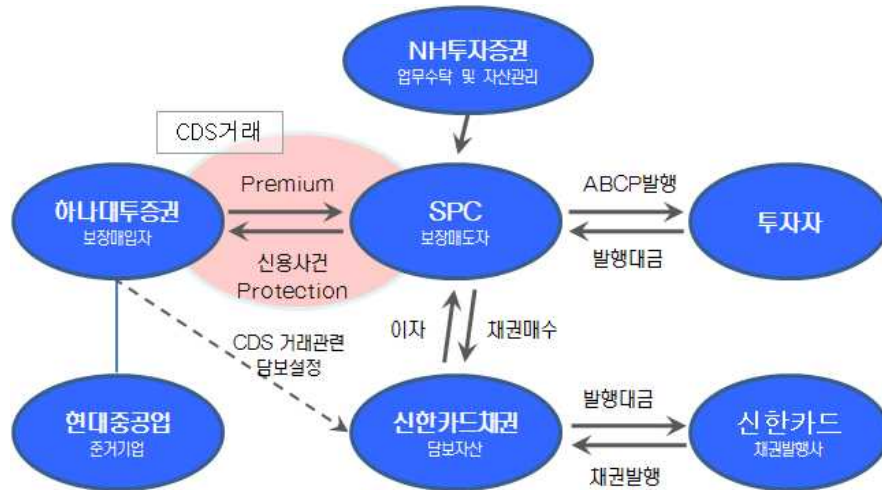 NH투자증권
업무수탁 및 자산관리
CDS거래
Premium
ABCP발행
하나대투증권
보장매입자
SPC
보장매도자
투자자
신용사건
Protection
발행대금
이자
채권매수
CDS 거래관련
담보설정
현대중공업
준거기업
신한카드채권
담보자산
발행대금
신한카드
채권발행사
채권발행